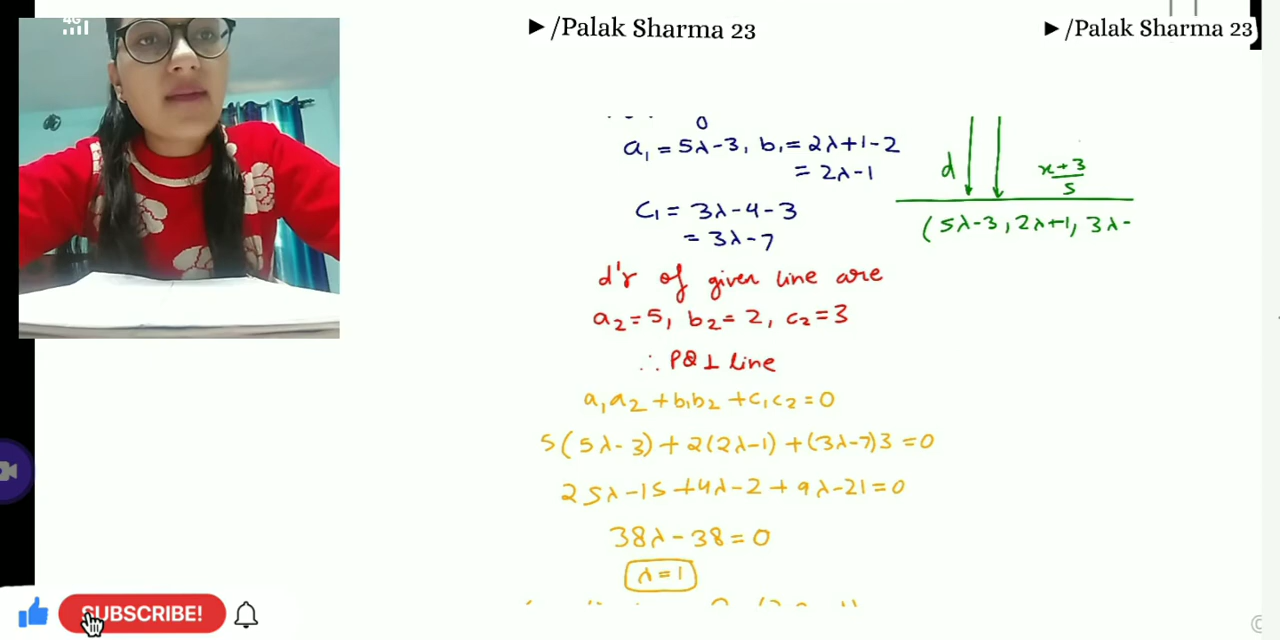 4G
/Palak Sharma 23
/Palak Sharma 23
0
a₁ = 5λ-3, b₁ = 2λ+1-2
= 2λ-1
C₁ = 3λ-4-3
= 3λ-7
d
x+3
5
(5λ-3, 2λ+1, 3λ-
d'r of given line are
a₂=5, b₂=2, c₂=3
∴ PQ⊥ line
a₁a₂ + b₁b₂ + c₁c₂ = 0
5(5λ-3) + 2(2λ-1) + (3λ-7)3 = 0
25λ-15 + 4λ-2 + 9λ-21 = 0
38λ-38 = 0
λ=1
SUBSCRIBE!